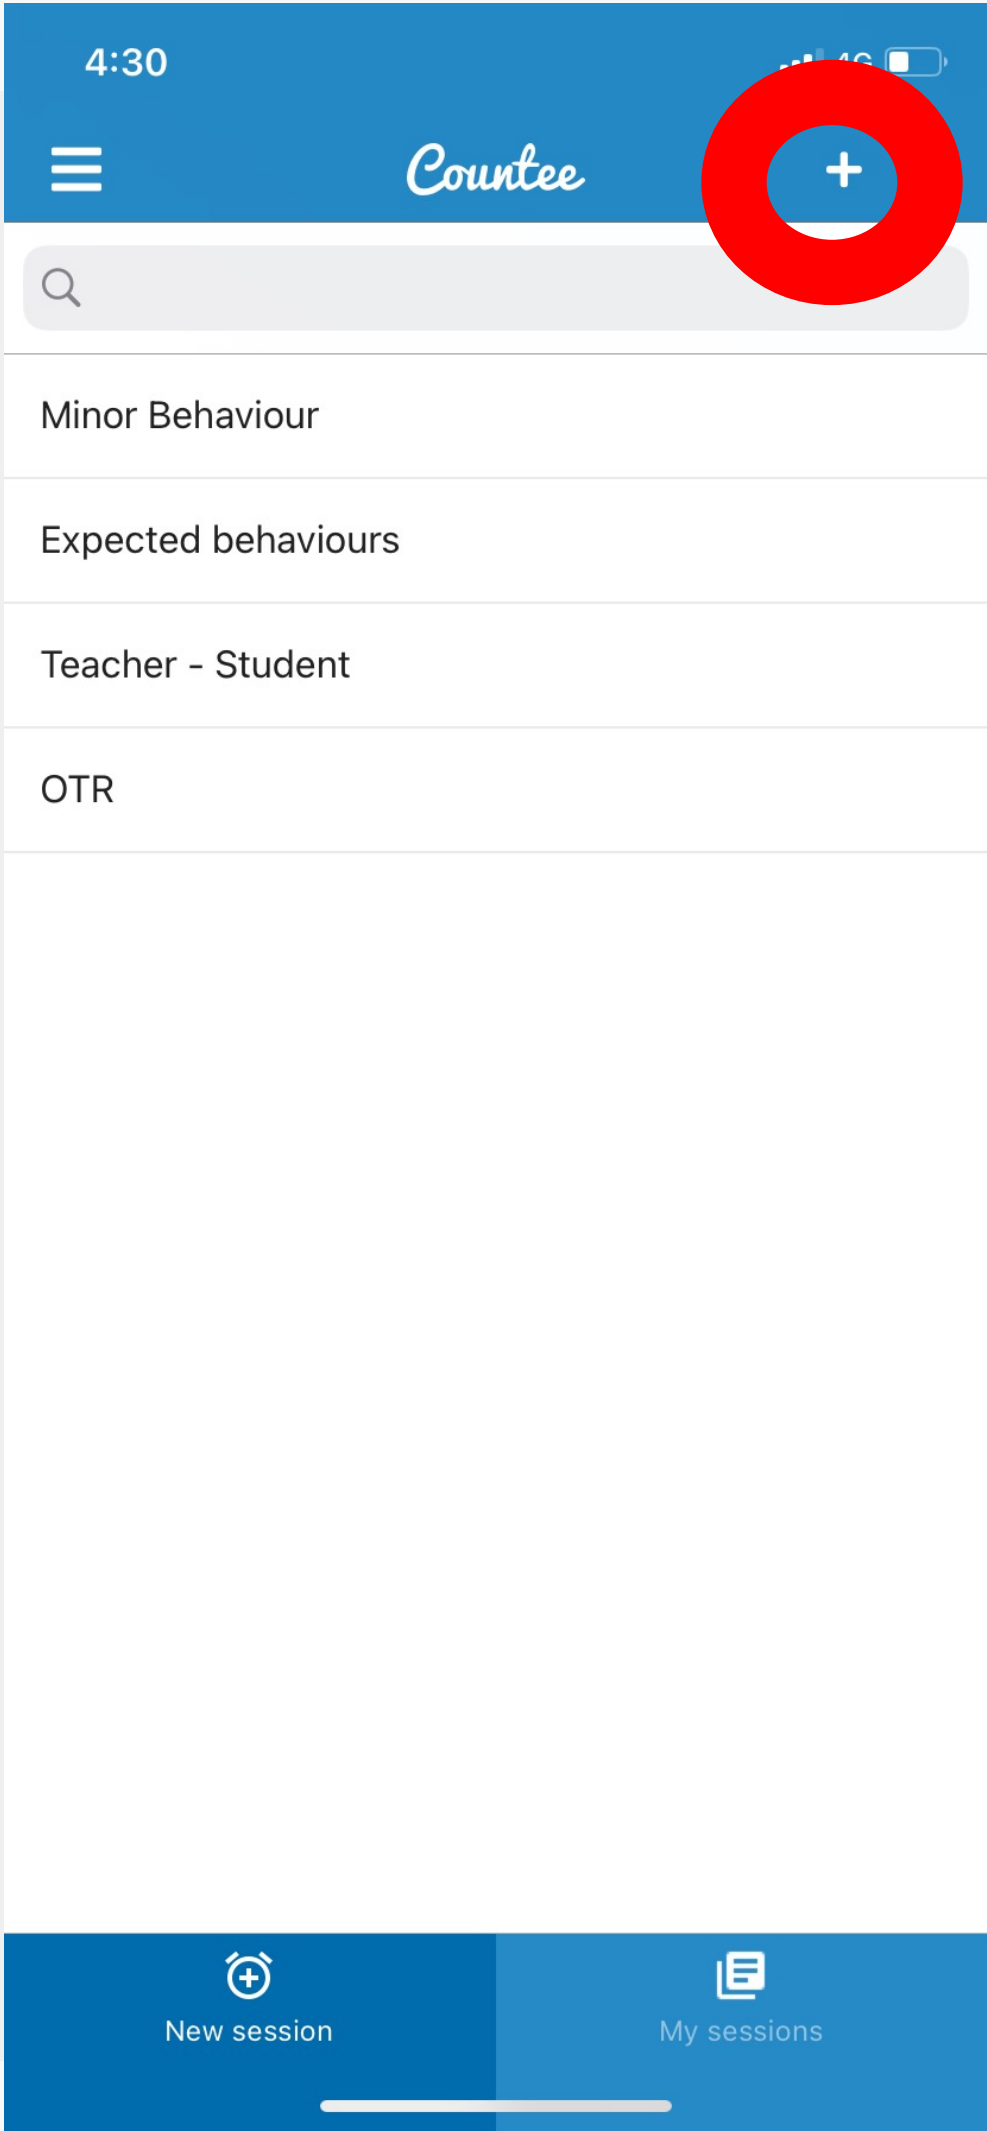 4:30
Countee
Minor Behaviour
Expected behaviours
Teacher - Student
OTR
New session
My sessions